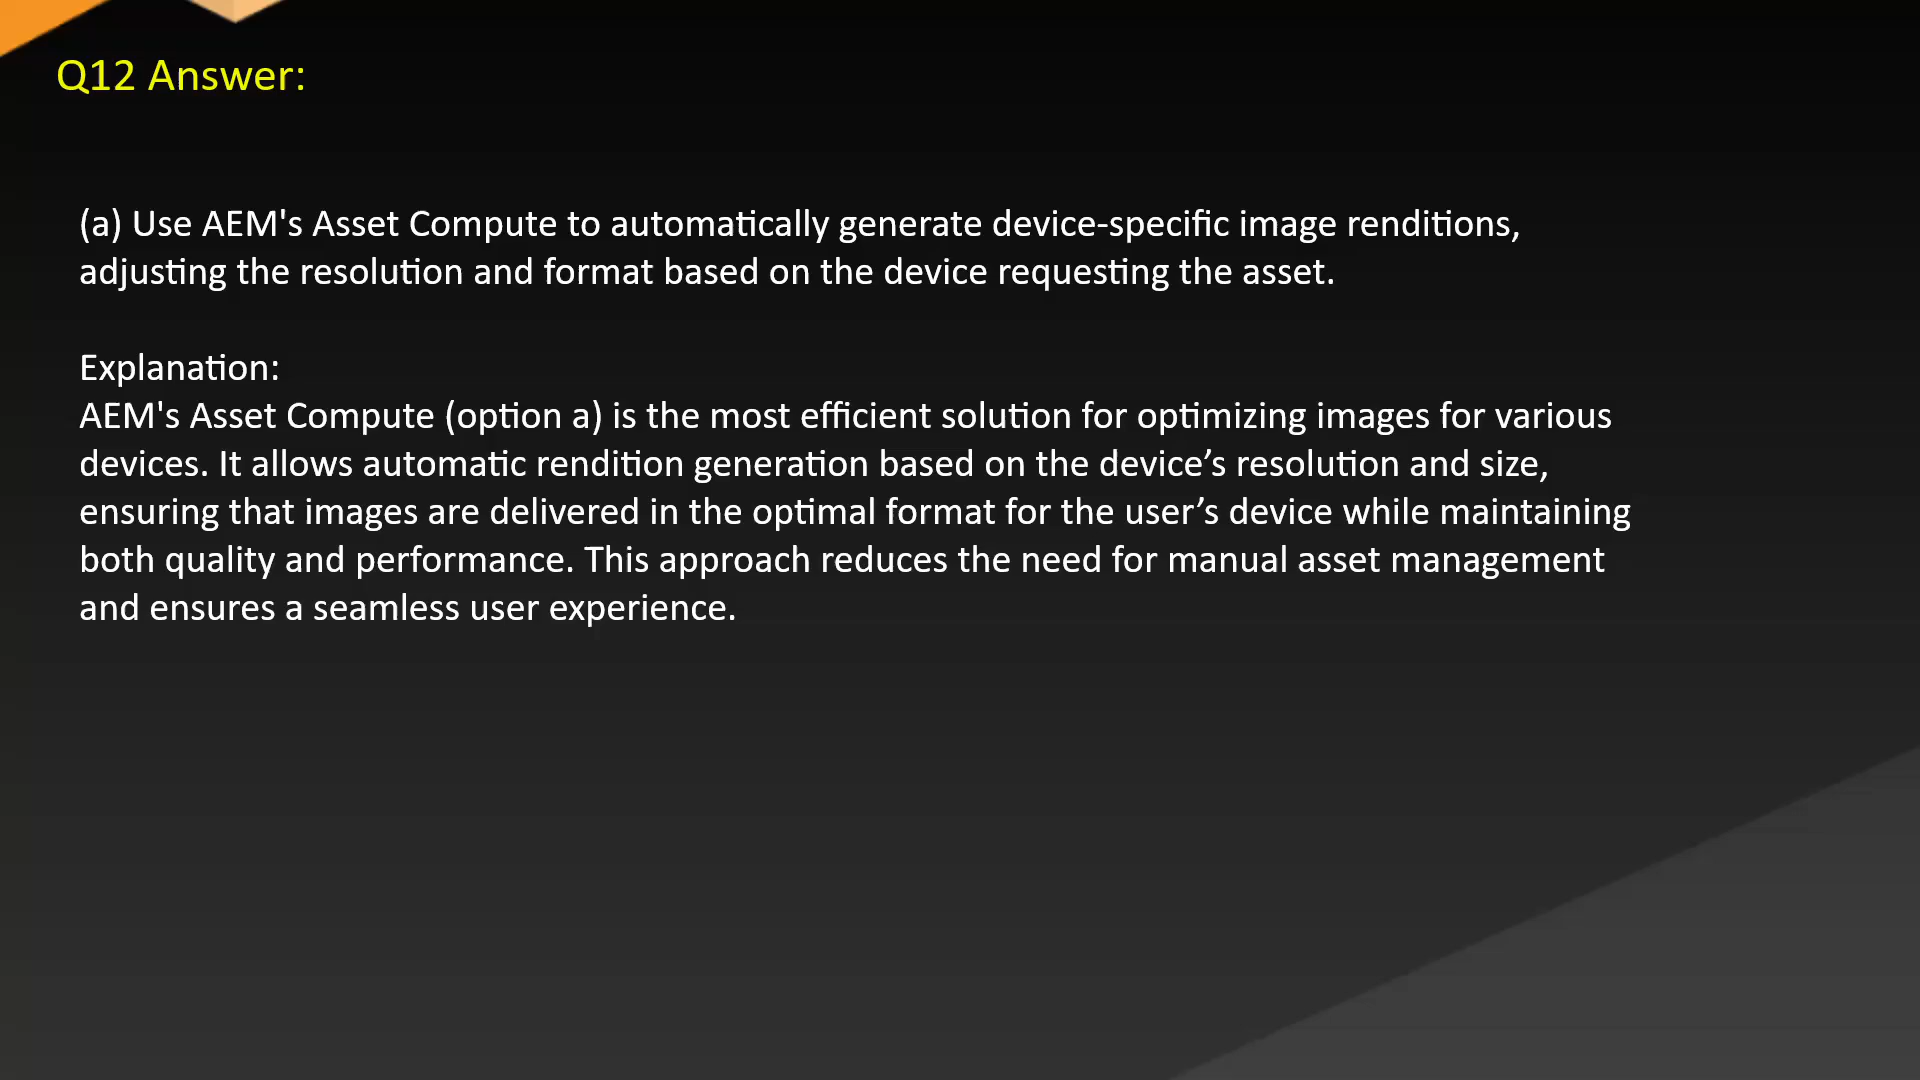 Q12 Answer:
(a) Use AEM's Asset Compute to automatically generate device-specific image renditions,
adjusting the resolution and format based on the device requesting the asset.
Explanation:
AEM's Asset Compute (option a) is the most efficient solution for optimizing images for various
devices. It allows automatic rendition generation based on the device’s resolution and size,
ensuring that images are delivered in the optimal format for the user’s device while maintaining
both quality and performance. This approach reduces the need for manual asset management
and ensures a seamless user experience.